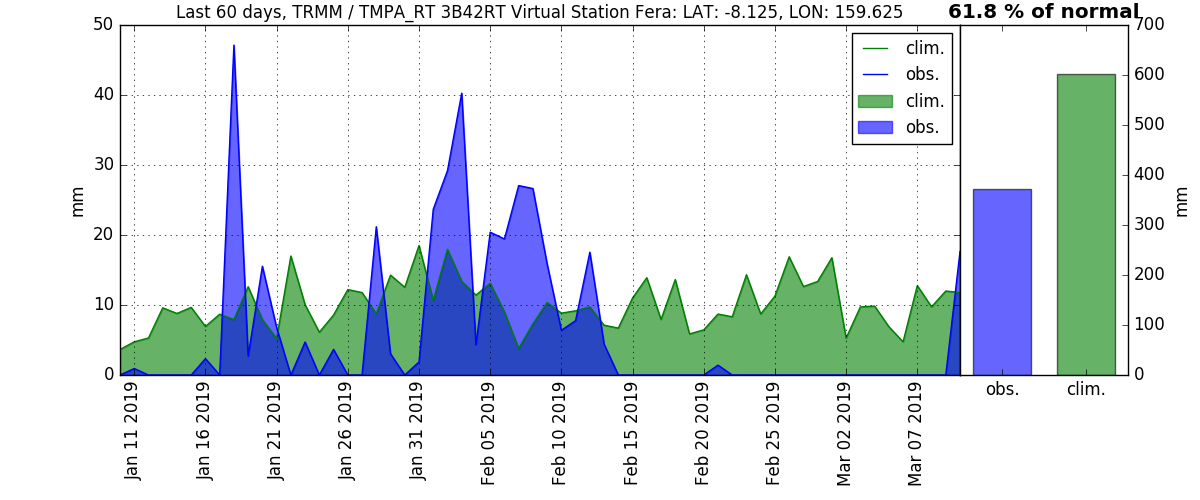 Last 60 days, TRMM / TMPA_RT 3B42RT Virtual Station Fera: LAT: -8.125, LON: 159.625
61.8 % of normal
50
40
30
20
10
0
mm
clim.
obs.
clim.
obs.
700
600
500
400
300
200
100
0
mm
obs.
clim.
Jan 11 2019
Jan 16 2019
Jan 21 2019
Jan 26 2019
Jan 31 2019
Feb 05 2019
Feb 10 2019
Feb 15 2019
Feb 20 2019
Feb 25 2019
Mar 02 2019
Mar 07 2019